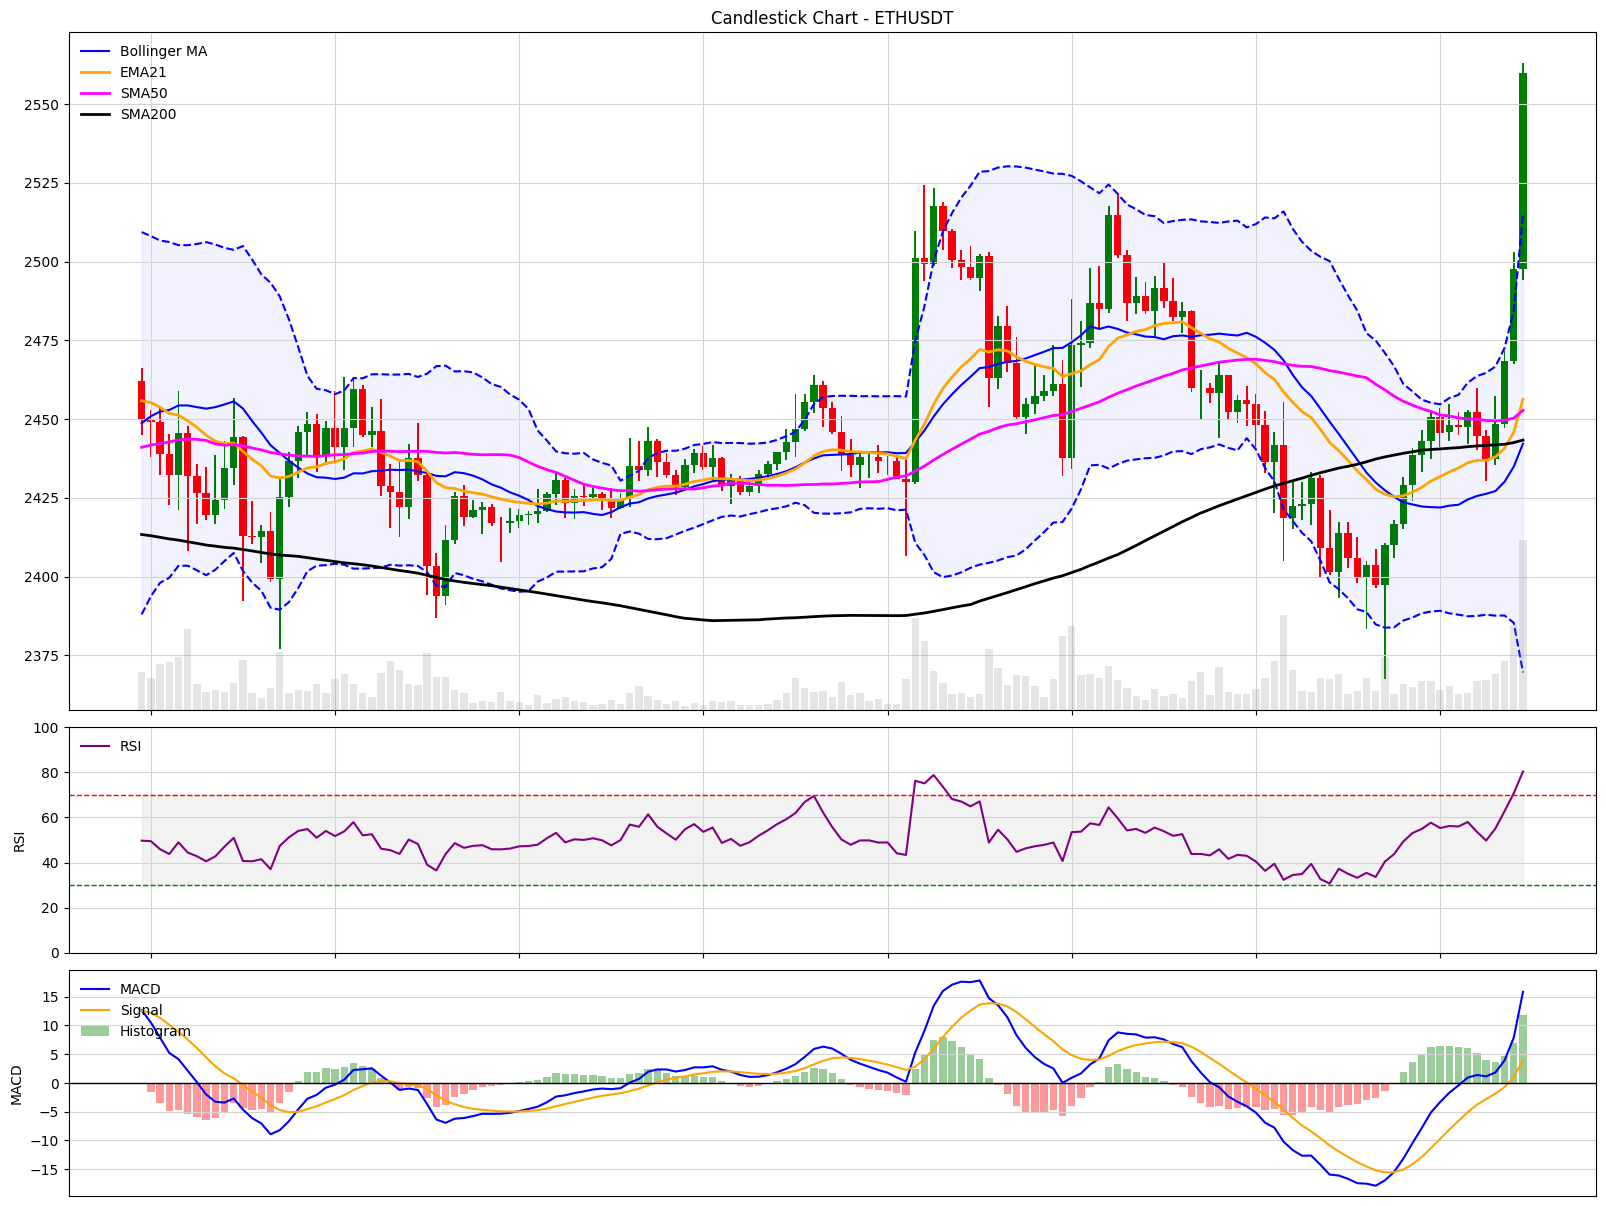 Candlestick Chart - ETHUSDT
Bollinger MA
EMA21
SMA50
SMA200
2550
2525
2500
2475
2450
2425
2400
2375
RSI
100
80
60
40
20
0
RSI
MACD
Signal
Histogram
15
10
5
0
−5
−10
−15
MACD